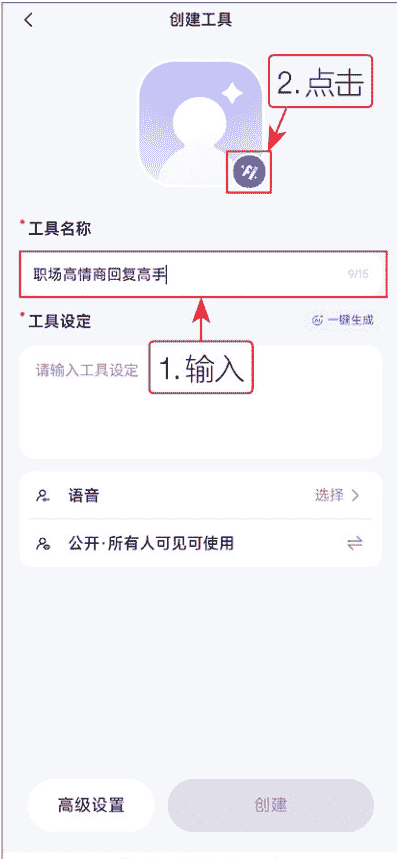 创建工具
2.点击
*工具名称
职场高情商回复高手 9/15
*工具设定 一键生成
请输入工具设定
1.输入
语音 选择
公开·所有人可见可使用
高级设置 创建